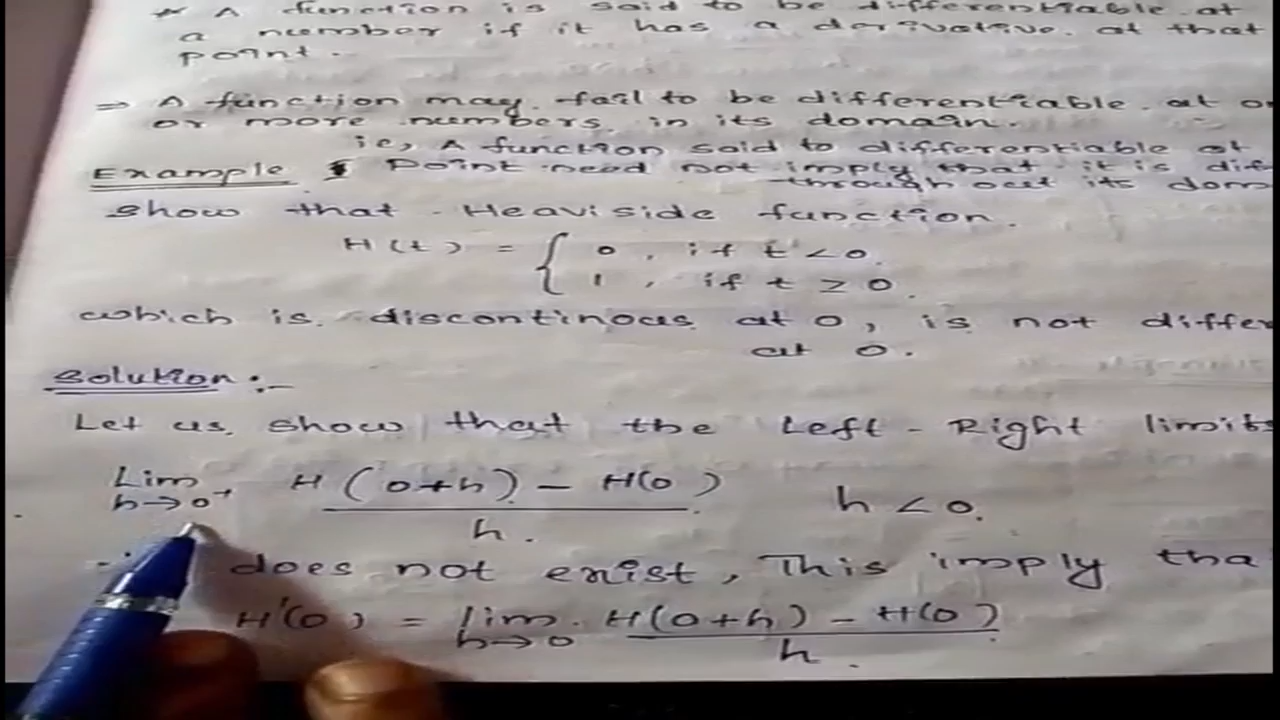 * A function is said to be differentiable at
a number if it has a derivative. at that
point.
⇒ A function may fail to be differentiable at
or more numbers in its domain.
ie, A function said to differentiable at
Example Point need not imply that it is
through out its
Show that Heaviside function.
H(t) = { 0, if t < 0.
1, if t ≥ 0.
which is discontinous at 0, is not
at 0.
Solution :-
Let us show that the Left - Right limits
Lim H(0+h) - H(0) h < 0.
h→0⁻ h.
does not exist, This imply
H'(0) = lim. H(0+h) - H(0)
h→0 h.